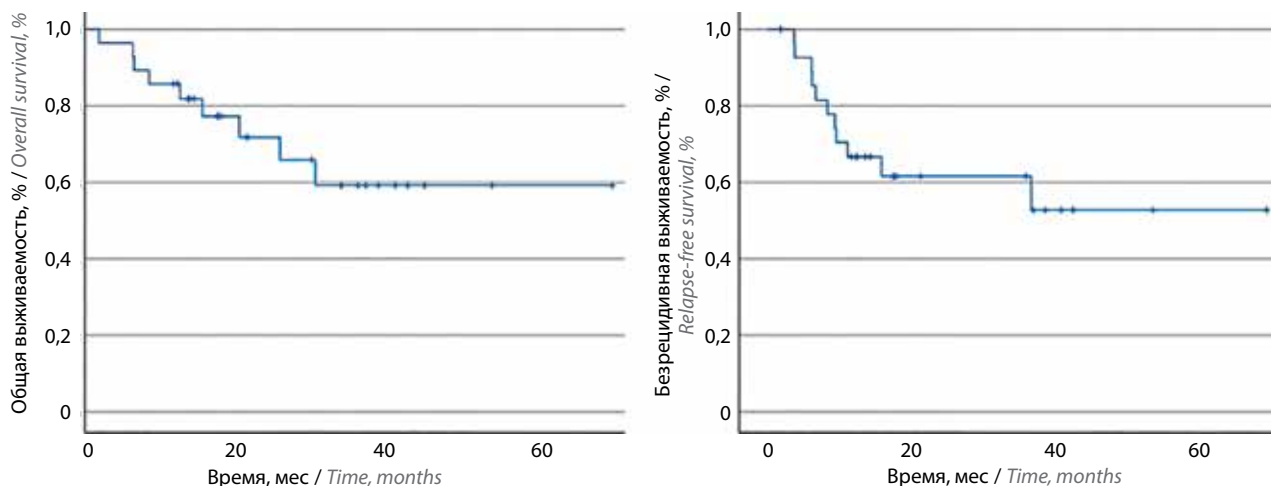 Общая выживаемость, % / Overall survival, %
1,0
0,8
0,6
0,4
0,2
0
0 20 40 60
Время, мес / Time, months
Безрецидивная выживаемость, % /
Relapse-free survival, %
1,0
0,8
0,6
0,4
0,2
0
0 20 40 60
Время, мес / Time, months